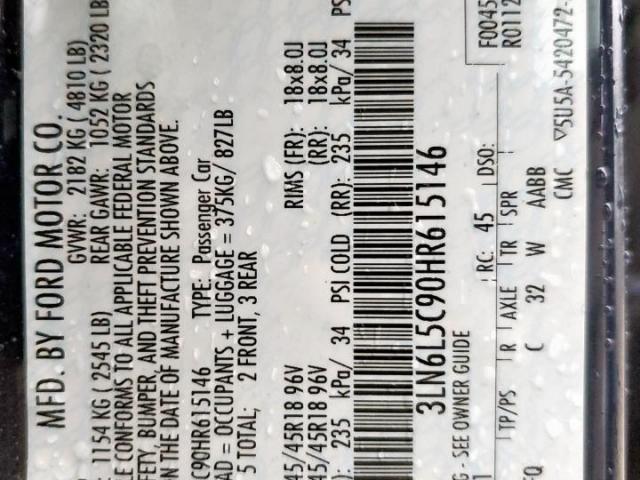 MFD. BY FORD MOTOR CO.
GVWR: 2182 KG ( 4810 LB)
1154 KG ( 2545 LB) REAR GAWR: 1052 KG ( 2320 LB
LE CONFORMS TO ALL APPLICABLE FEDERAL MOTOR
FETY, BUMPER, AND THEFT PREVENTION STANDARDS
N THE DATE OF MANUFACTURE SHOWN ABOVE.
C90HR615146 TYPE: Passenger Car
AD = OCCUPANTS + LUGGAGE = 375KG/ 827LB
5 TOTAL; 2 FRONT, 3 REAR
45/45R18 96V RIMS (FR): 18x8.0J
45/45R18 96V (RR): 18x8.0J
): 235 kPa/ 34 PSI COLD (RR): 235 kPa/ 34 PS
3LN6L5C90HR615146
G - SEE OWNER GUIDE
1 RC: 45 DSO:
F0045
R0112
TP/PS R AXLE TR SPR
FQ C 32 W AABB
CMC ▽5U5A-5420472-